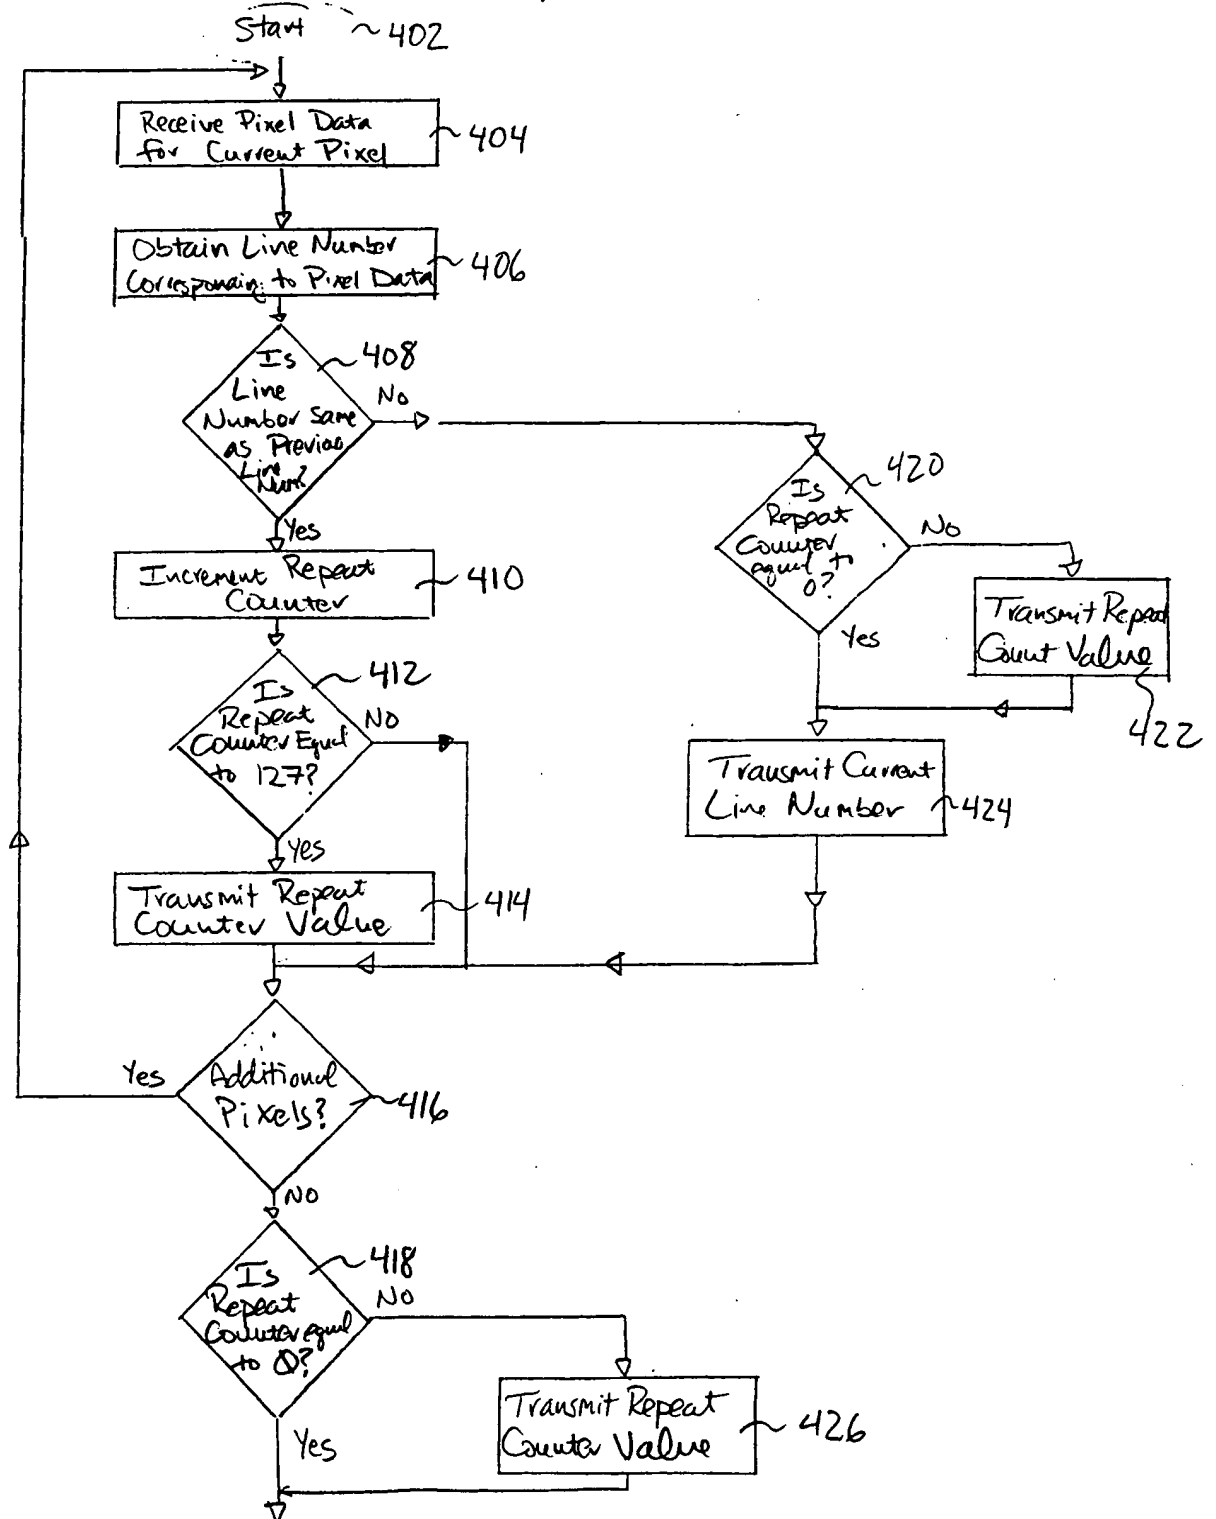 Start
402
Receive Pixel Data
for Current Pixel
404
Obtain Line Number
Corresponding to Pixel Data
406
Is
Line
Number same
as Previou
Line
Num?
408
No
Yes
Increment Repeat
Counter
410
Is
Repeat
Counter Equal
to 127?
412
No
Yes
Transmit Repeat
Counter Value
414
Is
Repeat
Counter
equal to
0?
420
No
Yes
Transmit Repeat
Count Value
422
Transmit Current
Line Number
424
Additional
Pixels?
416
Yes
No
Is
Repeat
Counter equal
to 0?
418
No
Yes
Transmit Repeat
Counter Value
426